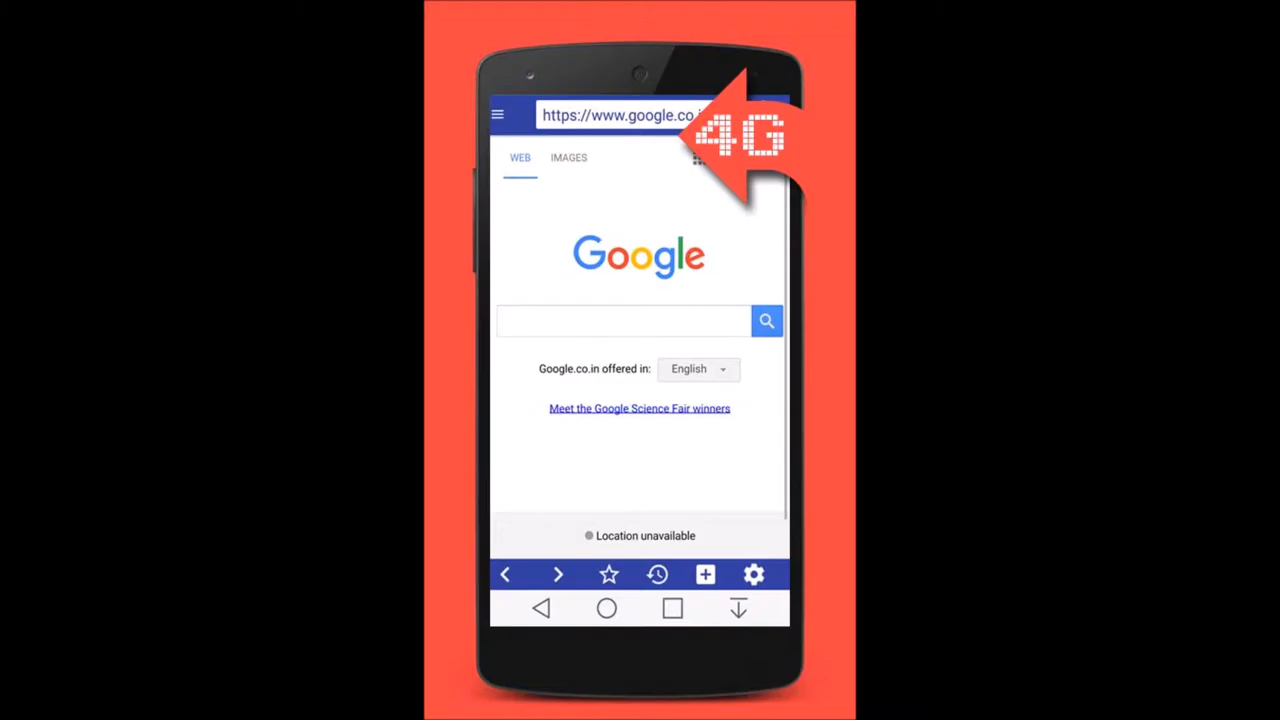 https://www.google.co.
4G
WEB IMAGES
Google
Google.co.in offered in: English
Meet the Google Science Fair winners
Location unavailable